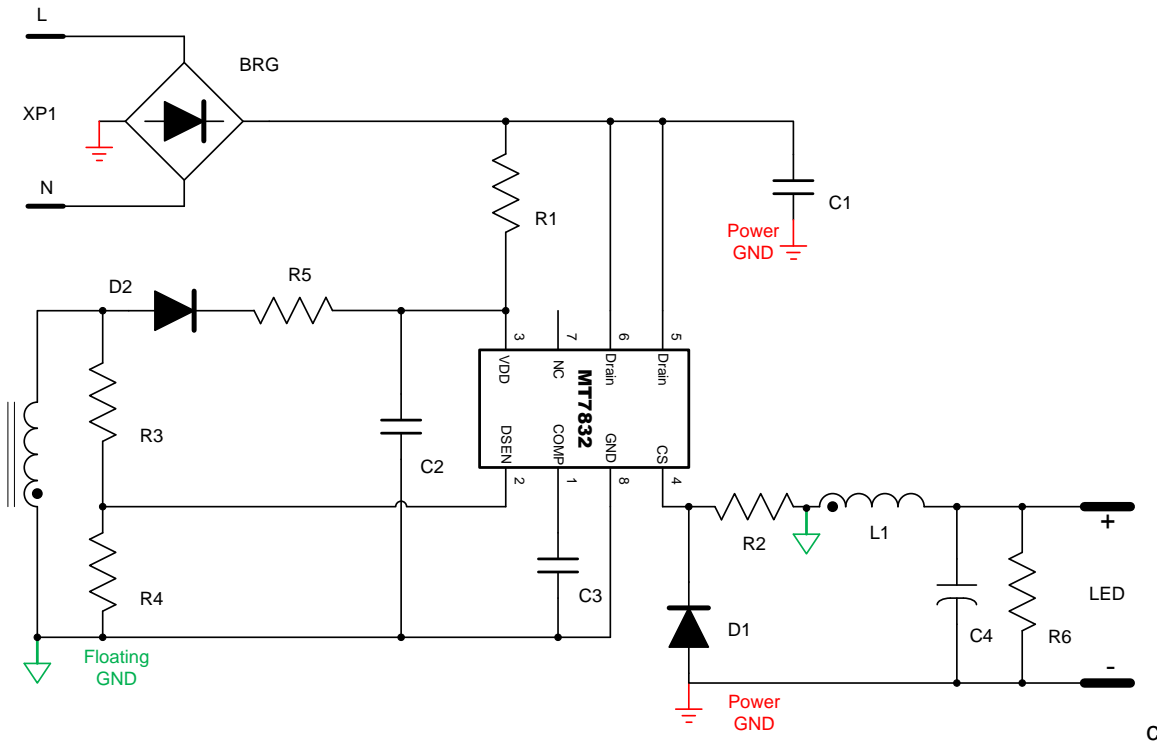 L
BRG
XP1
N
R1
C1
Power
GND
D2
R5
3
7
6
5
VDD
NC
Drain
Drain
MT7832
R3
C2
DSEN
COMP
GND
CS
2
1
8
4
R2
L1
+
R4
C3
D1
C4
R6
LED
Floating
GND
Power
GND
-